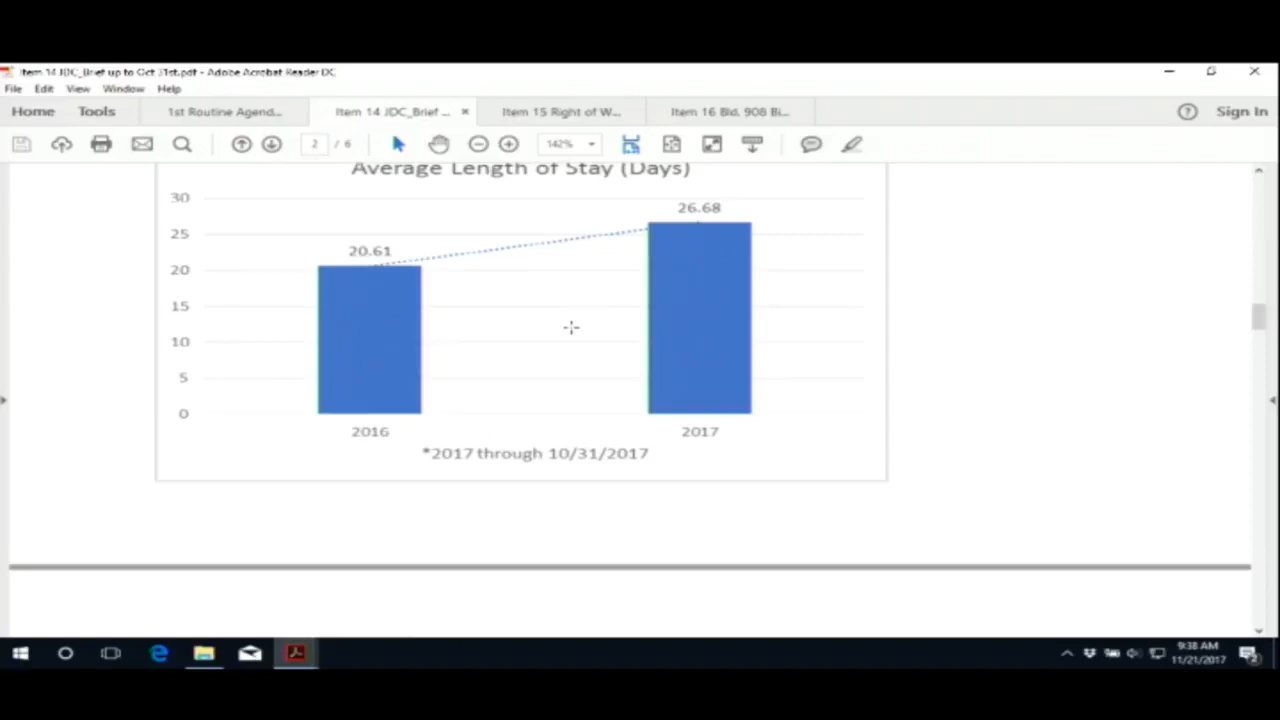 Item 14 JDC_Brief up to Oct 31st.pdf - Adobe Acrobat Reader DC
File Edit View Window Help
Home Tools 1st Routine Agend... Item 14 JDC_Brief ... × Item 15 Right of W... Item 16 Bld. 908 Bi... Sign In
2 / 6 142%
Average Length of Stay (Days)
30
26.68
25
20.61
20
15
10
5
0
2016 2017
*2017 through 10/31/2017
9:38 AM
11/21/2017
2